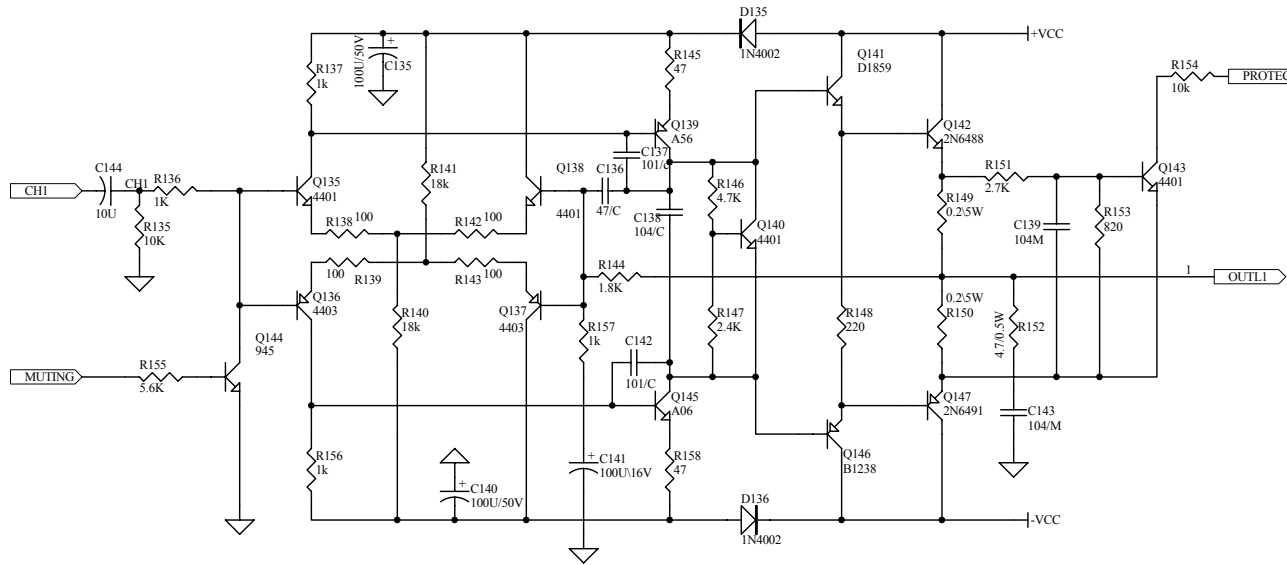 D135
1N4002
+VCC
100U/50V
+
C135
R137
1k
R145
47
Q141
D1859
R154
10k
PROTEC
Q139
A56
Q142
2N6488
C144
10U
CH1
CH1
R136
1K
R135
10K
Q135
4401
R141
18k
Q138
4401
C136
47/C
C137
101/c
R146
4.7K
C138
104/C
Q140
4401
R151
2.7K
R149
0.2\5W
C139
104M
R153
820
Q143
4401
R138
100
R142
100
100
R139
R143
100
R144
1.8K
1
OUTL1
Q136
4403
R140
18k
Q137
4403
R157
1k
C142
101/C
R147
2.4K
R148
220
0.2\5W
R150
4.7/0.5W
R152
Q144
945
MUTING
R155
5.6K
Q145
A06
Q147
2N6491
C143
104/M
R156
1k
+
C140
100U/50V
+
C141
100U\16V
R158
47
Q146
B1238
D136
1N4002
-VCC